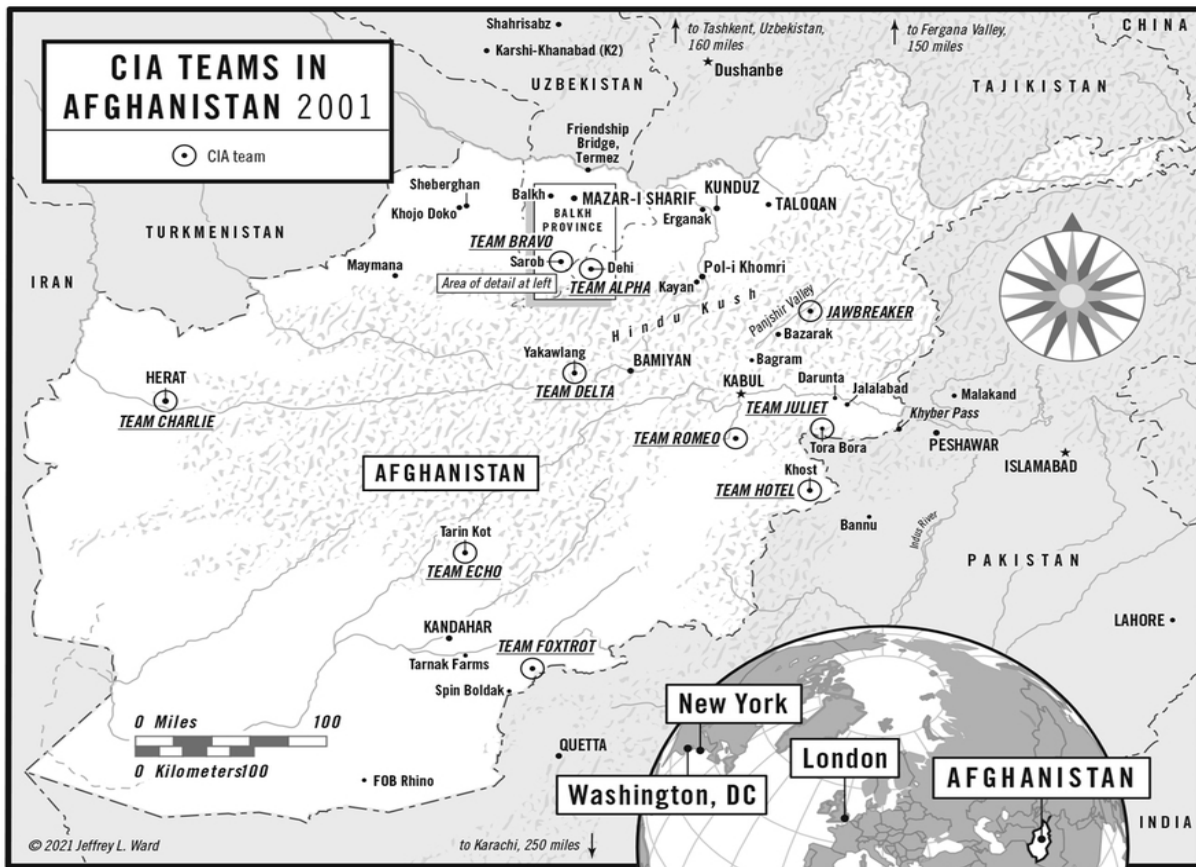 CIA TEAMS IN
AFGHANISTAN 2001
CIA team
Shahrisabz
Karshi-Khanabad (K2)
UZBEKISTAN
to Tashkent, Uzbekistan,
160 miles
Dushanbe
to Fergana Valley,
150 miles
CHINA
TAJIKISTAN
TURKMENISTAN
IRAN
Friendship
Bridge,
Termez
Sheberghan
Khojo Doko
Balkh
MAZAR-I SHARIF
BALKH
PROVINCE
KUNDUZ
Erganak
TALOQAN
TEAM BRAVO
Sarob
Dehi
TEAM ALPHA
Area of detail at left
Maymana
Pol-i Khomri
Kayan
Hindu Kush
Panjshir Valley
JAWBREAKER
Bazarak
Bagram
Yakawlang
TEAM DELTA
BAMIYAN
KABUL
Darunta
Jalalabad
Khyber Pass
Malakand
PESHAWAR
ISLAMABAD
HERAT
TEAM CHARLIE
TEAM JULIET
Tora Bora
TEAM ROMEO
Khost
TEAM HOTEL
AFGHANISTAN
Bannu
Indus River
PAKISTAN
LAHORE
Tarin Kot
TEAM ECHO
KANDAHAR
Tarnak Farms
TEAM FOXTROT
Spin Boldak
QUETTA
FOB Rhino
0 Miles 100
0 Kilometers 100
New York
Washington, DC
London
AFGHANISTAN
INDIA
© 2021 Jeffrey L. Ward
to Karachi, 250 miles